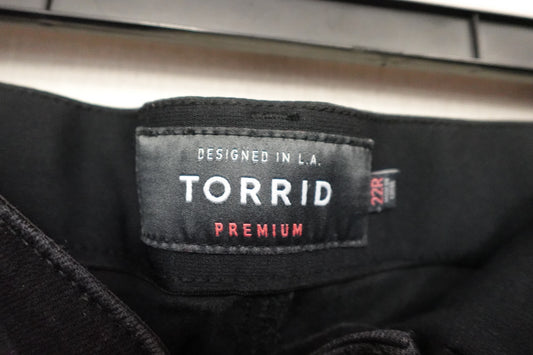 DESIGNED IN L.A.
TORRID
PREMIUM
22R